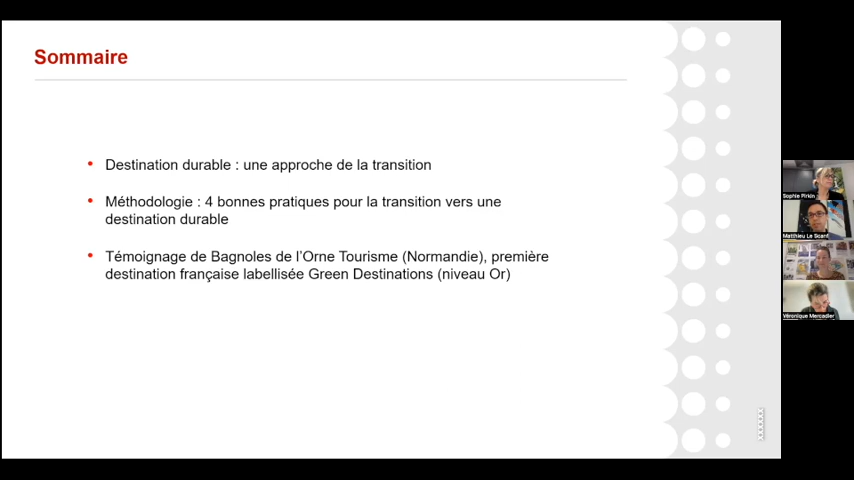 Sommaire
• Destination durable : une approche de la transition
• Méthodologie : 4 bonnes pratiques pour la transition vers une
destination durable
• Témoignage de Bagnoles de l’Orne Tourisme (Normandie), première
destination française labellisée Green Destinations (niveau Or)
Sophie Pirkin
Matthieu Le Scanf
Véronique Mercadier